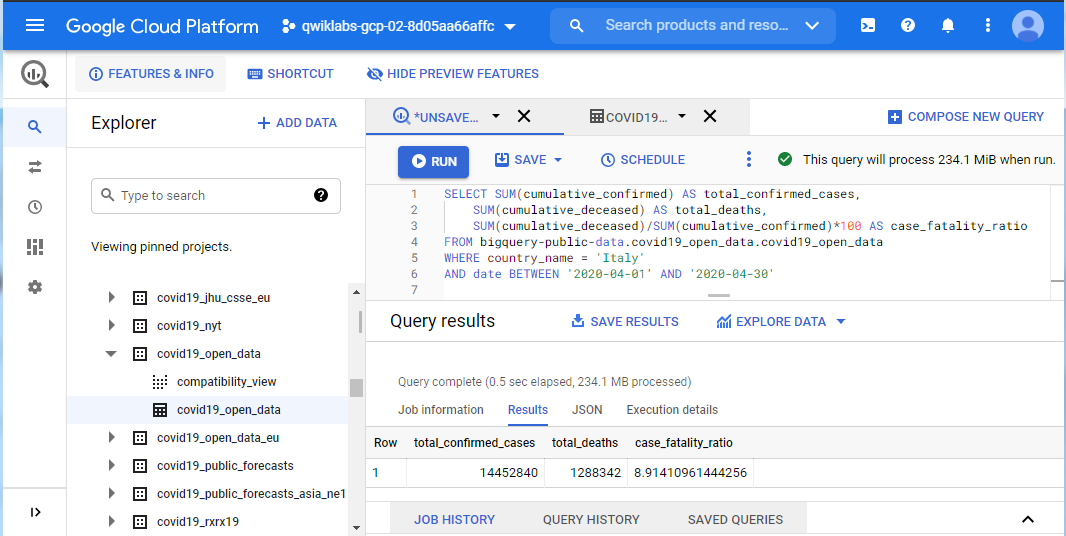 Google Cloud Platform qwiklabs-gcp-02-8d05aa66affc Search products and reso...
FEATURES & INFO SHORTCUT HIDE PREVIEW FEATURES
Explorer + ADD DATA
Type to search
Viewing pinned projects.
covid19_jhu_csse_eu
covid19_nyt
covid19_open_data
compatibility_view
covid19_open_data
covid19_open_data_eu
covid19_public_forecasts
covid19_public_forecasts_asia_ne1
covid19_rxrx19
*UNSAVE... COVID19... COMPOSE NEW QUERY
RUN SAVE SCHEDULE This query will process 234.1 MiB when run.
1 SELECT SUM(cumulative_confirmed) AS total_confirmed_cases,
2 SUM(cumulative_deceased) AS total_deaths,
3 SUM(cumulative_deceased)/SUM(cumulative_confirmed)*100 AS case_fatality_ratio
4 FROM bigquery-public-data.covid19_open_data.covid19_open_data
5 WHERE country_name = 'Italy'
6 AND date BETWEEN '2020-04-01' AND '2020-04-30'
7
Query results SAVE RESULTS EXPLORE DATA
Query complete (0.5 sec elapsed, 234.1 MB processed)
Job information Results JSON Execution details
Row total_confirmed_cases total_deaths case_fatality_ratio
1 14452840 1288342 8.91410961444256
JOB HISTORY QUERY HISTORY SAVED QUERIES